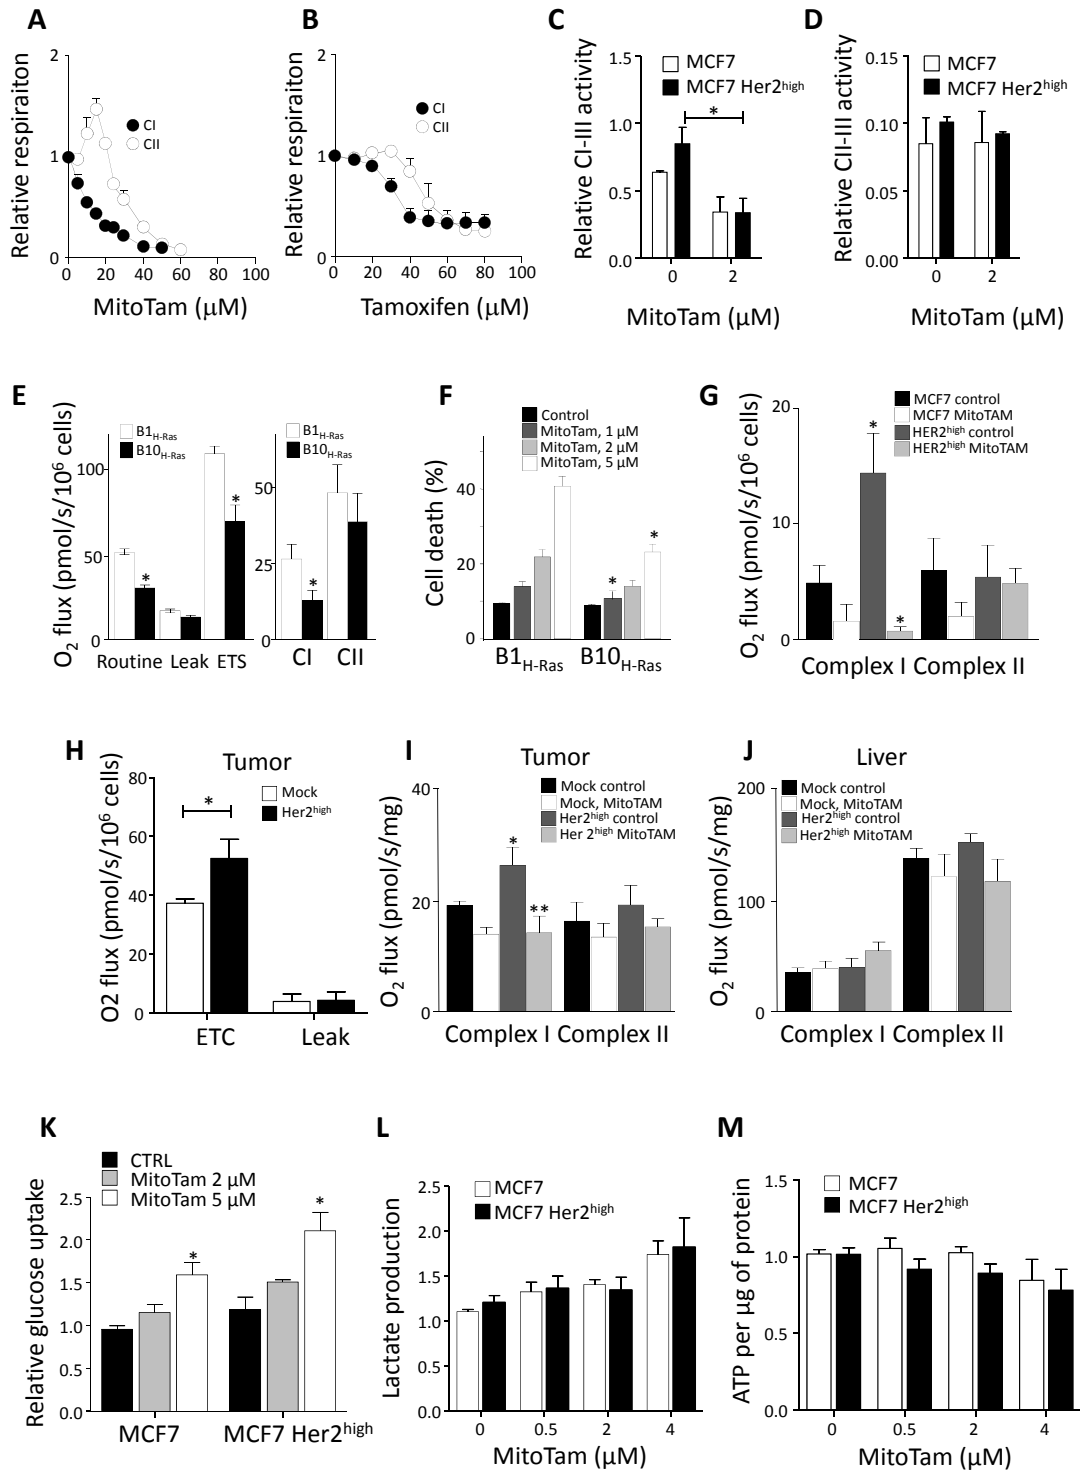 A
Relative respiraiton
2
1
0
CI
CII
0 20 40 60 80 100
MitoTam (μM)
B
Relative respiration
2
1
0
CI
CII
0 20 40 60 80 100
Tamoxifen (μM)
C
Relative CI-III activity
1.5
1.0
0.5
0.0
MCF7
MCF7 Her2high
*
0 2
MitoTam (μM)
D
Relative CII-III activity
0.15
0.10
0.05
0.00
MCF7
MCF7 Her2high
0 2
MitoTam (μM)
E
O2 flux (pmol/s/106 cells)
B1H-Ras
B10H-Ras
100
50
0
*
*
Routine Leak ETS
B1H-Ras
B10H-Ras
50
25
0
*
CI CII
F
Cell death (%)
Control
MitoTam, 1 μM
MitoTam, 2 μM
MitoTam, 5 μM
40
20
0
*
*
B1H-Ras B10H-Ras
G
O2 flux (pmol/s/106 cells)
MCF7 control
MCF7 MitoTAM
HER2high control
HER2high MitoTAM
20
10
0
*
*
Complex I Complex II
H
Tumor
O2 flux (pmol/s/106 cells)
80
60
40
20
0
Mock
Her2high
*
ETC Leak
I
Tumor
O2 flux (pmol/s/mg)
40
20
0
Mock control
Mock, MitoTAM
Her2high control
Her 2high MitoTAM
*
**
Complex I Complex II
J
Liver
O2 flux (pmol/s/mg)
200
100
0
Mock control
Mock, MitoTAM
Her2high control
Her2high MitoTAM
Complex I Complex II
K
Relative glucose uptake
CTRL
MitoTam 2 μM
MitoTam 5 μM
2.5
2.0
1.5
1.0
0.5
0.0
*
*
MCF7 MCF7 Her2high
L
Lactate production
2.5
2.0
1.5
1.0
0.5
0.0
MCF7
MCF7 Her2high
0 0.5 2 4
MitoTam (μM)
M
ATP per μg of protein
1.5
1.0
0.5
0.0
MCF7
MCF7 Her2high
0 0.5 2 4
MitoTam (μM)